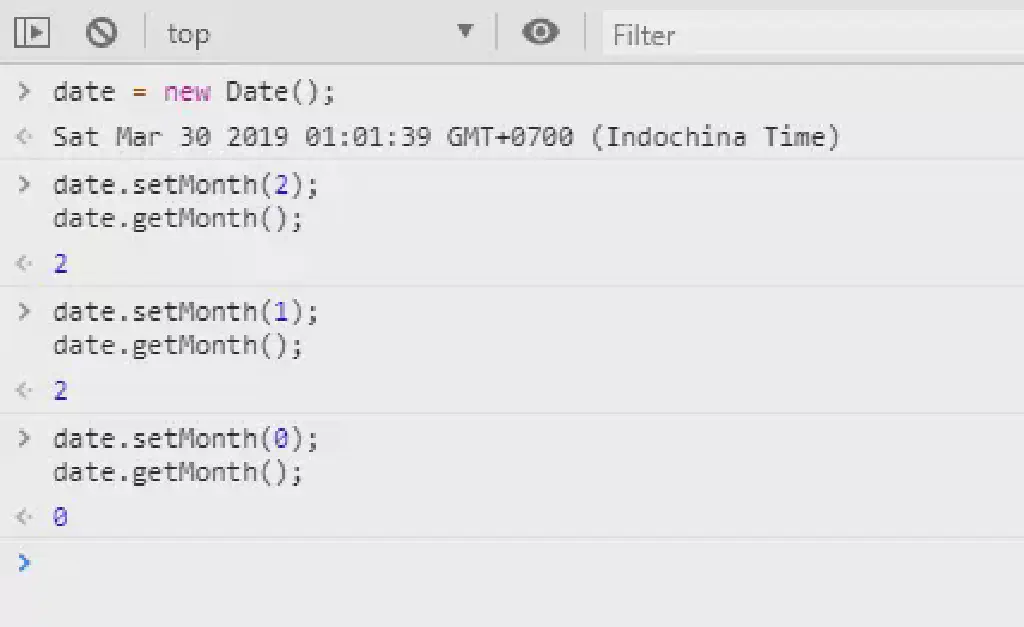 top
Filter
date = new Date();
Sat Mar 30 2019 01:01:39 GMT+0700 (Indochina Time)
date.setMonth(2);
date.getMonth();
2
date.setMonth(1);
date.getMonth();
2
date.setMonth(0);
date.getMonth();
0